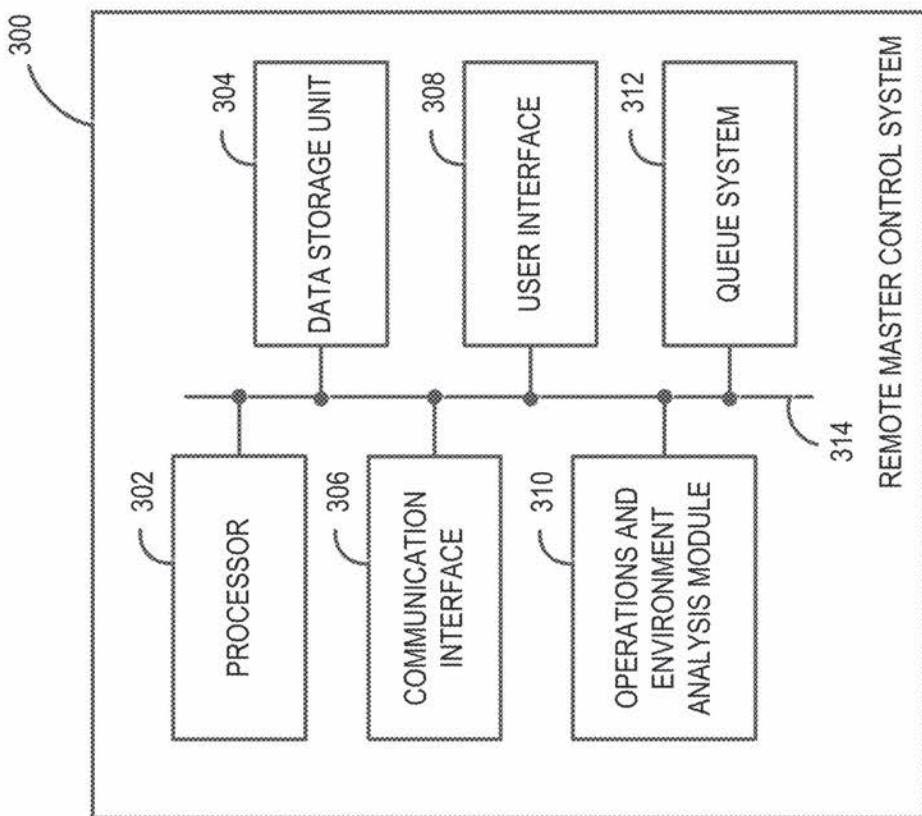 300
302
PROCESSOR
304
DATA STORAGE UNIT
306
COMMUNICATION
INTERFACE
308
USER INTERFACE
310
OPERATIONS AND
ENVIRONMENT
ANALYSIS MODULE
312
QUEUE SYSTEM
314
REMOTE MASTER CONTROL SYSTEM